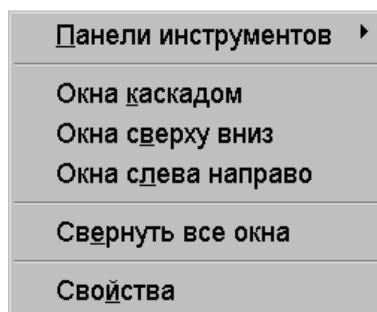 Панели инструментов
Окна каскадом
Окна сверху вниз
Окна слева направо
Свернуть все окна
Свойства